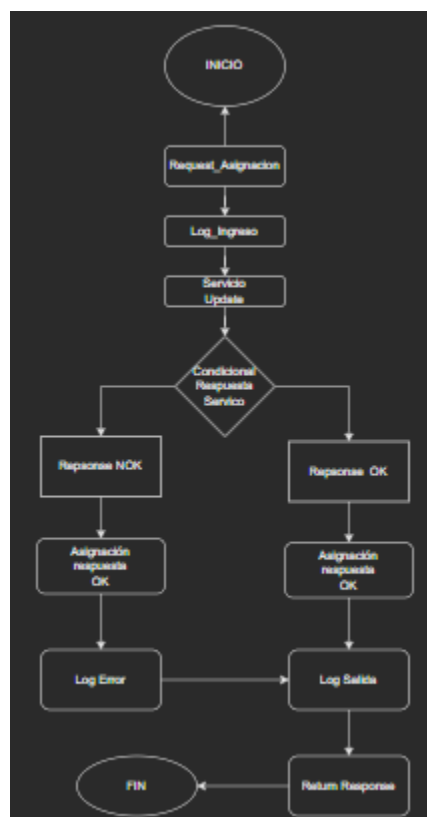 INICIO
Request_Asignacion
Log_Ingreso
Servicio
Update
Condicional
Respuesta
Servico
Repsonse NOK
Repsonse OK
Asignación
respuesta
OK
Asignación
respuesta
OK
Log Error
Log Salida
FIN
Return Response